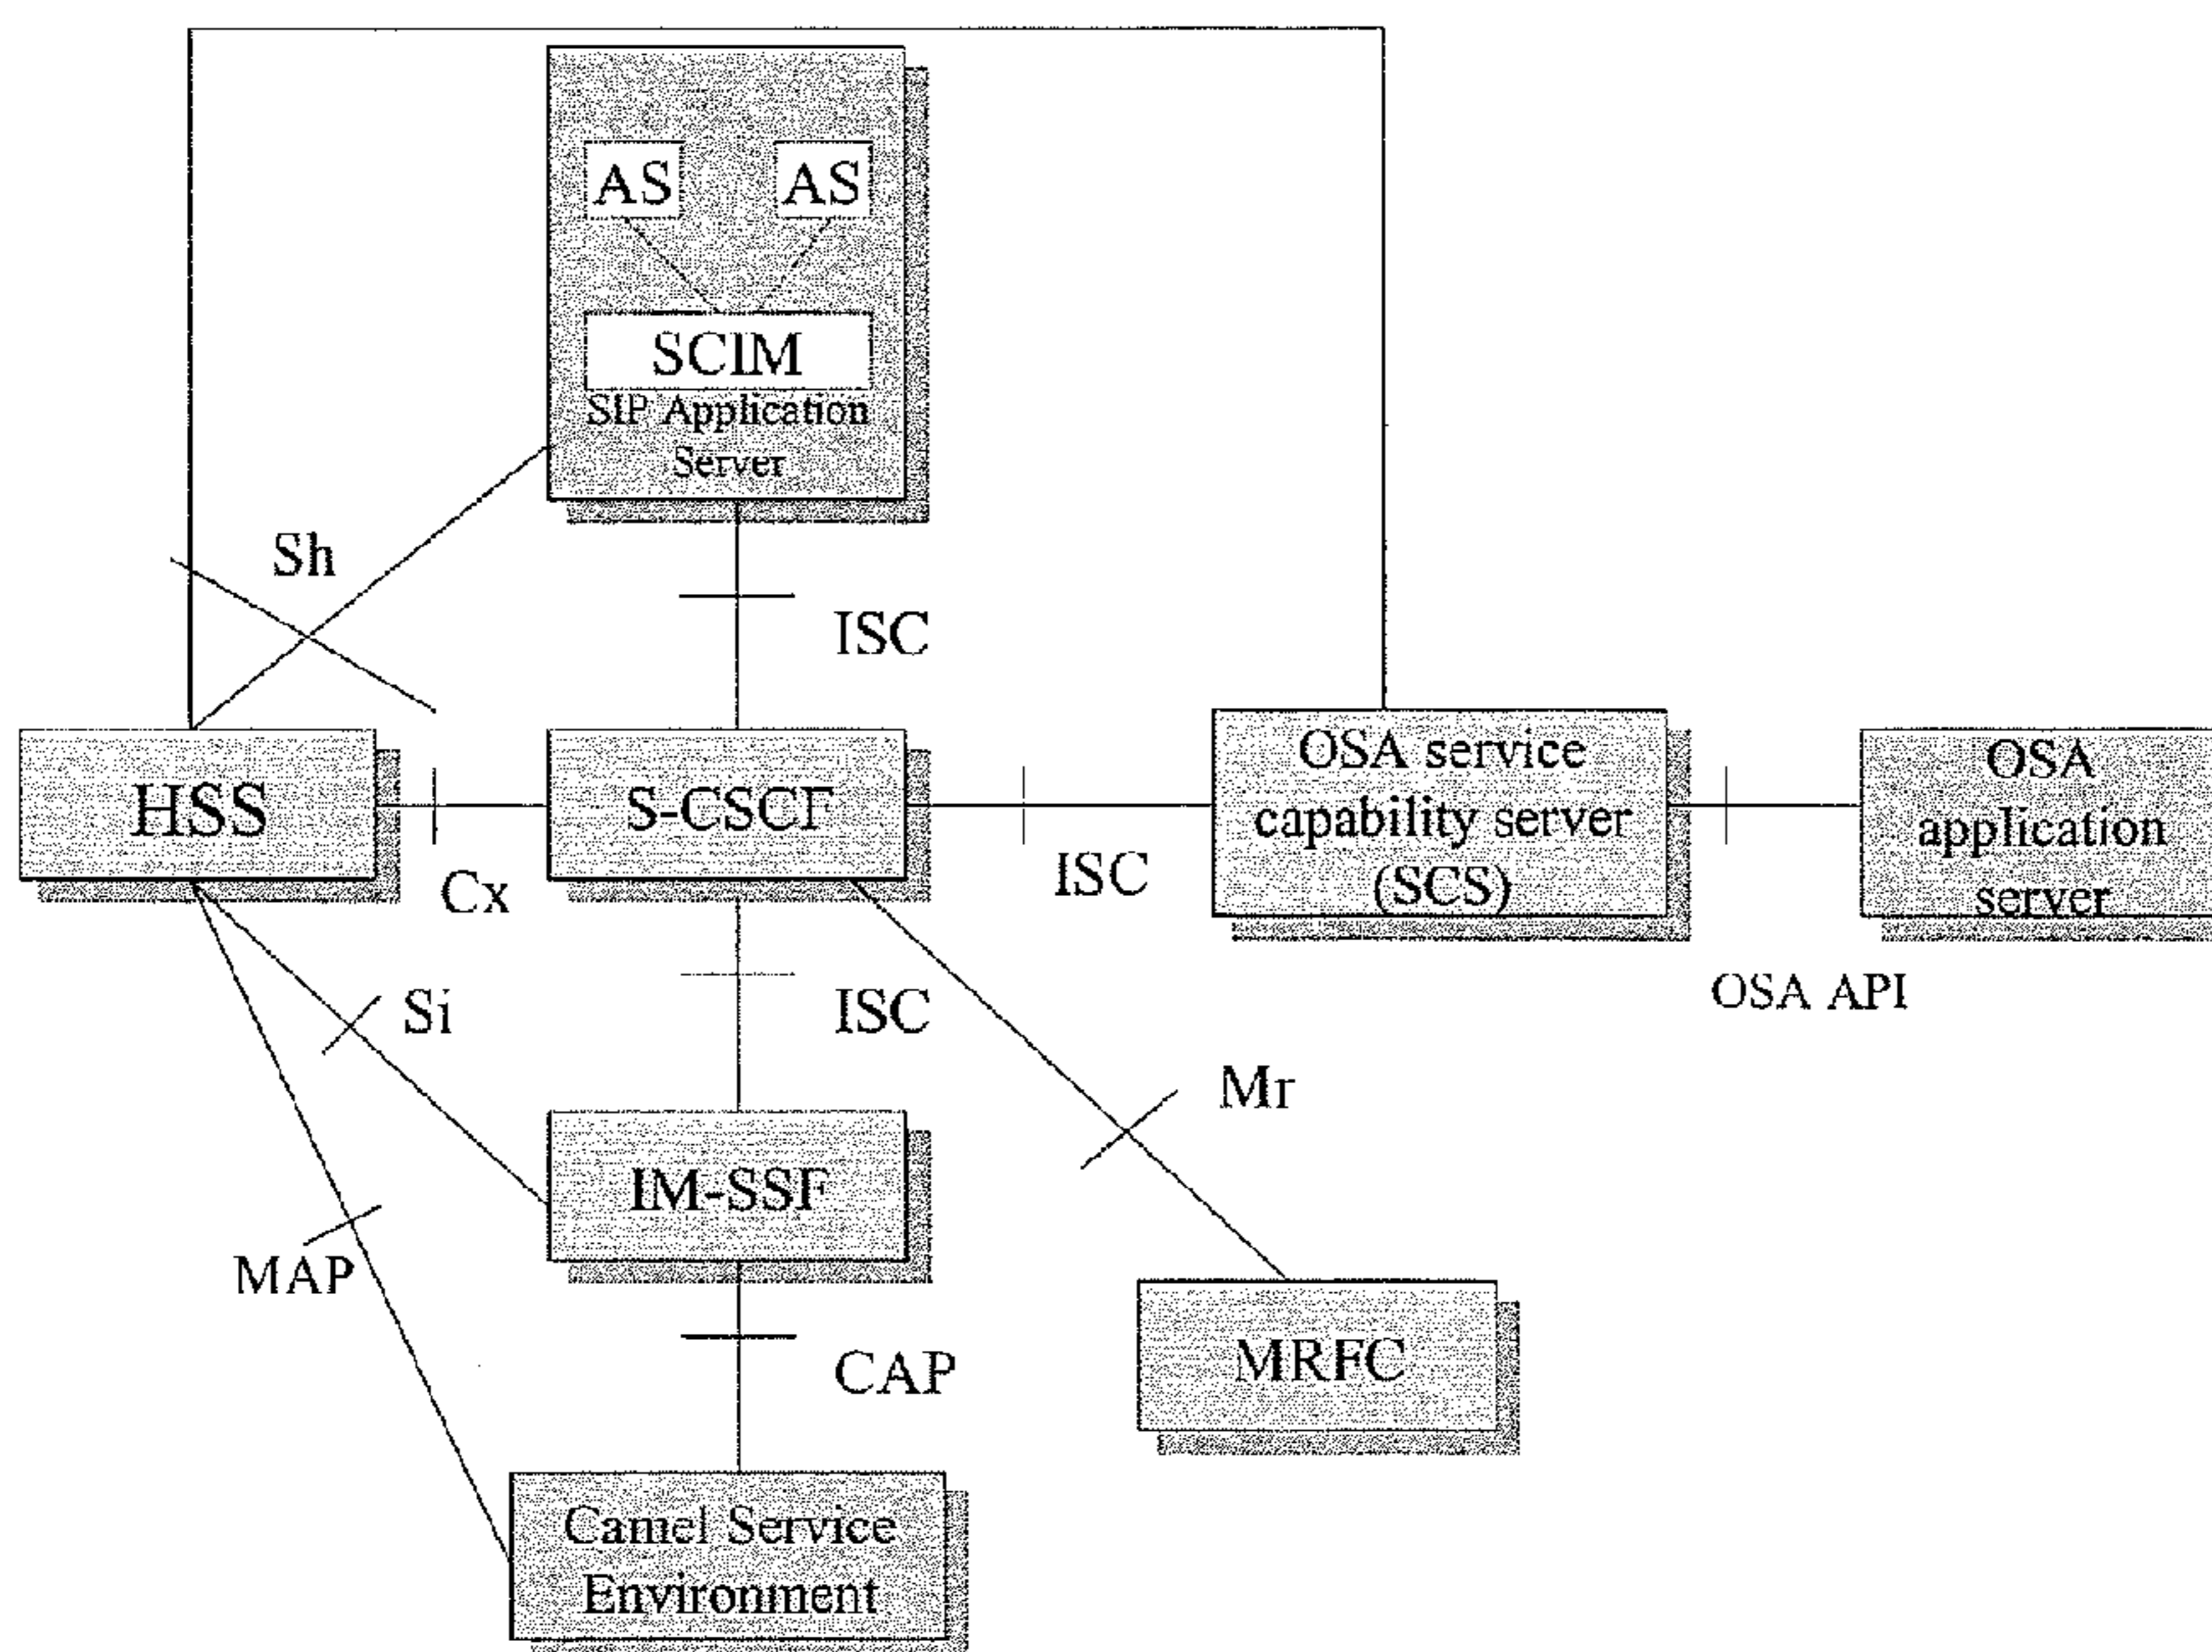 AS
AS
SCIM
SIP Application
Server
Sh
ISC
HSS
S-CSCF
OSA service
capability server
(SCS)
OSA
application
server
Cx
ISC
Si
ISC
OSA API
Mr
IM-SSF
MAP
CAP
MRFC
Camel Service
Environment